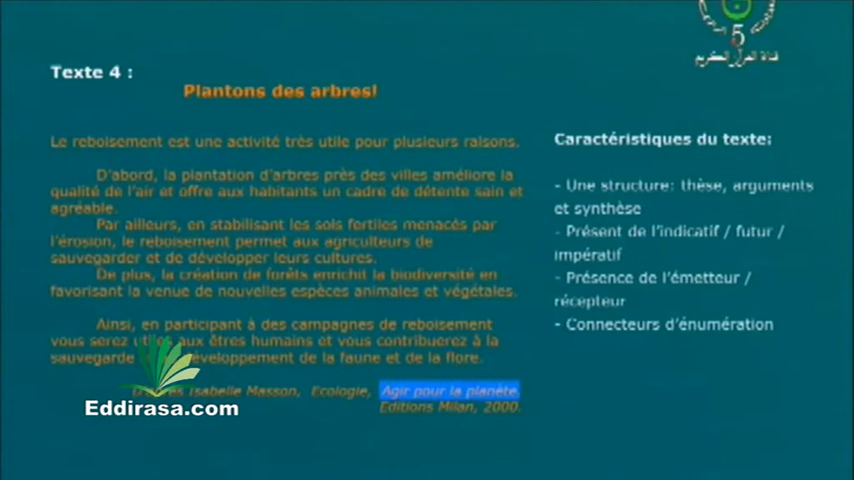 5
قناة القرآن الكريم
Texte 4 :
Plantons des arbres!
Le reboisement est une activité très utile pour plusieurs raisons.
D'abord, la plantation d'arbres près des villes améliore la
qualité de l'air et offre aux habitants un cadre de détente sain et
agréable.
Par ailleurs, en stabilisant les sols fertiles menacés par
l'érosion, le reboisement permet aux agriculteurs de
sauvegarder et de développer leurs cultures.
De plus, la création de forêts enrichit la biodiversité en
favorisant la venue de nouvelles espèces animales et végétales.
Ainsi, en participant à des campagnes de reboisement
vous serez utiles aux êtres humains et vous contribuerez à la
sauvegarde développement de la faune et de la flore.
D'après Isabelle Masson, Ecologie, Agir pour la planète.
Editions Milan, 2000.
Caractéristiques du texte:
- Une structure: thèse, arguments
et synthèse
- Présent de l'indicatif / futur /
impératif
- Présence de l'émetteur /
récepteur
- Connecteurs d'énumération
Eddirasa.com